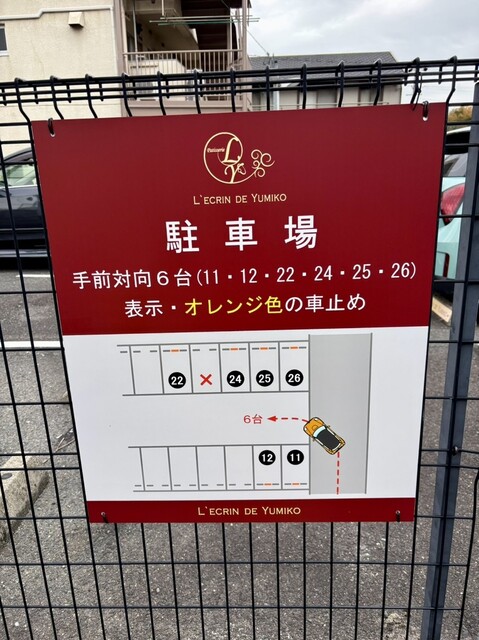 Patisserie
LY
L'ECRIN DE YUMIKO
駐車場
手前対向６台(11・12・22・24・25・26)
表示・オレンジ色の車止め
22 × 24 25 26
6台
12 11
L'ECRIN DE YUMIKO